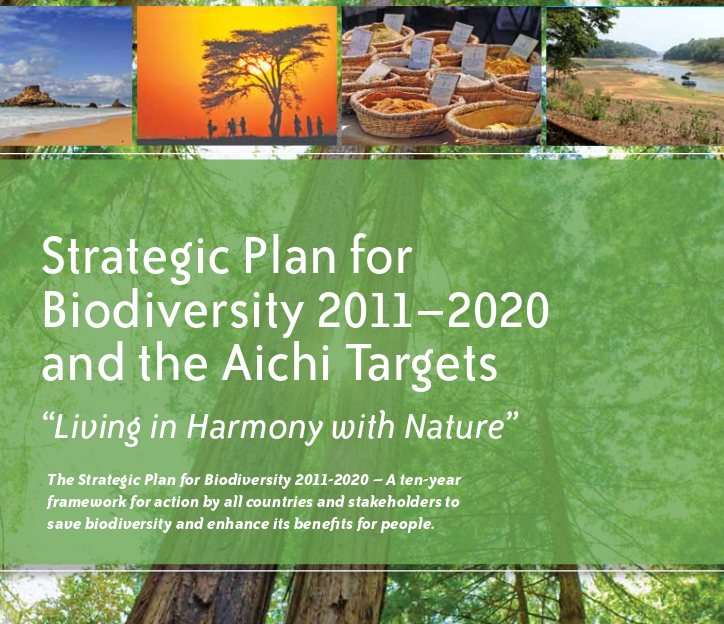 Strategic Plan for
Biodiversity 2011–2020
and the Aichi Targets
“Living in Harmony with Nature”
The Strategic Plan for Biodiversity 2011-2020 – A ten-year
framework for action by all countries and stakeholders to
save biodiversity and enhance its benefits for people.